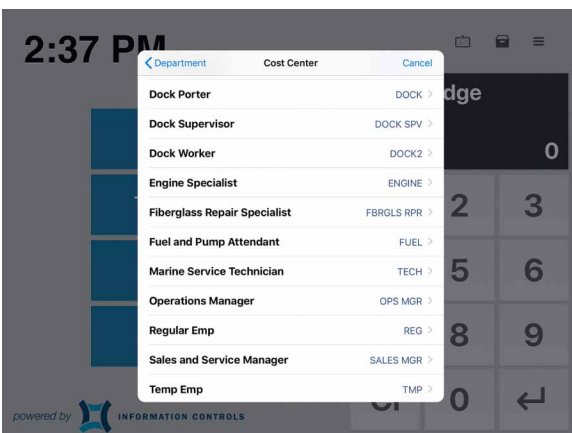 2:37 P
Department Cost Center Cancel
Dock Porter DOCK
Dock Supervisor DOCK SPV
Dock Worker DOCK2
Engine Specialist ENGINE
Fiberglass Repair Specialist FBRGLS RPR
Fuel and Pump Attendant FUEL
Marine Service Technician TECH
Operations Manager OPS MGR
Regular Emp REG
Sales and Service Manager SALES MGR
Temp Emp TMP
dge
0
2 3
5 6
8 9
0
powered by INFORMATION CONTROLS